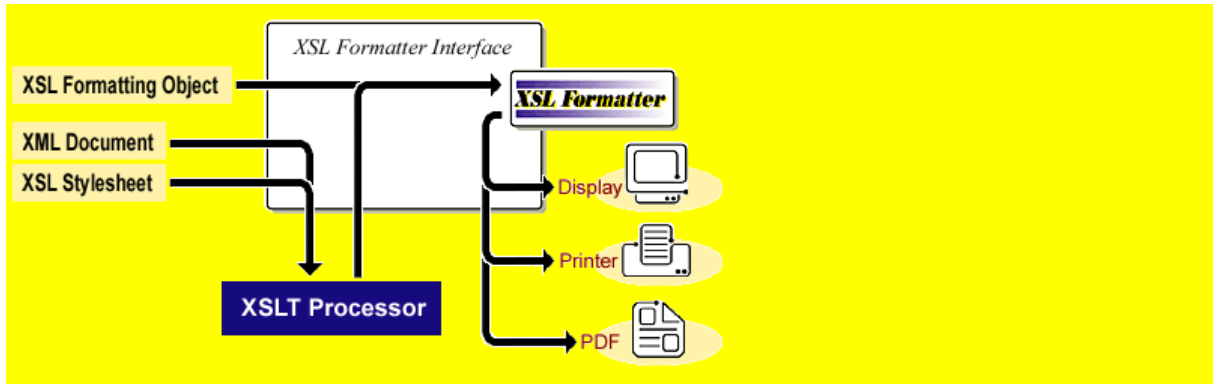 XSL Formatter Interface
XSL Formatting Object
XSL Formatter
XML Document
XSL Stylesheet
Display
Printer
XSLT Processor
PDF